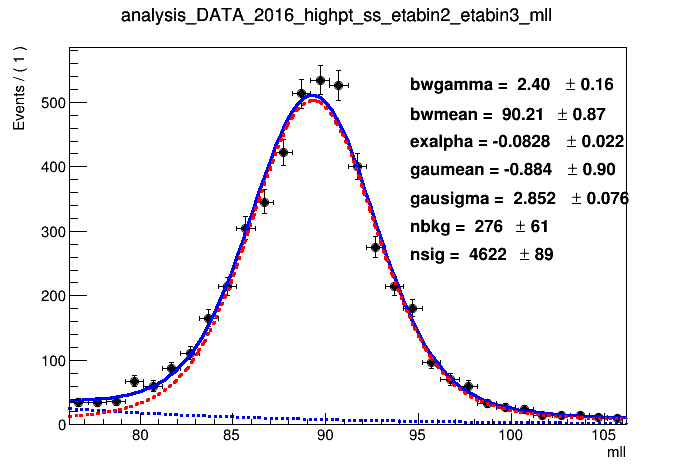 analysis_DATA_2016_highpt_ss_etabin2_etabin3_mll
Events / ( 1 )
bwgamma = 2.40 ± 0.16
bwmean = 90.21 ± 0.87
exalpha = -0.0828 ± 0.022
gaumean = -0.884 ± 0.90
gausigma = 2.852 ± 0.076
nbkg = 276 ± 61
nsig = 4622 ± 89
500
400
300
200
100
0
80 85 90 95 100 105
mll